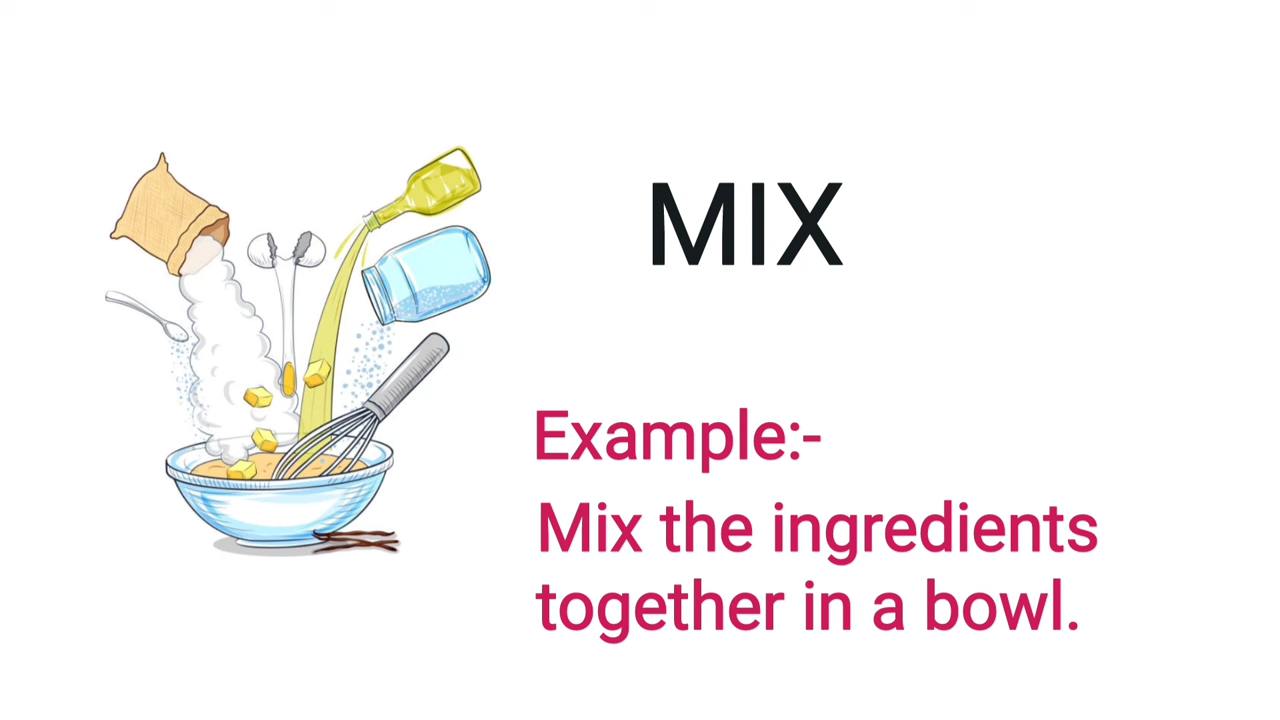 MIX
Example:-
Mix the ingredients
together in a bowl.